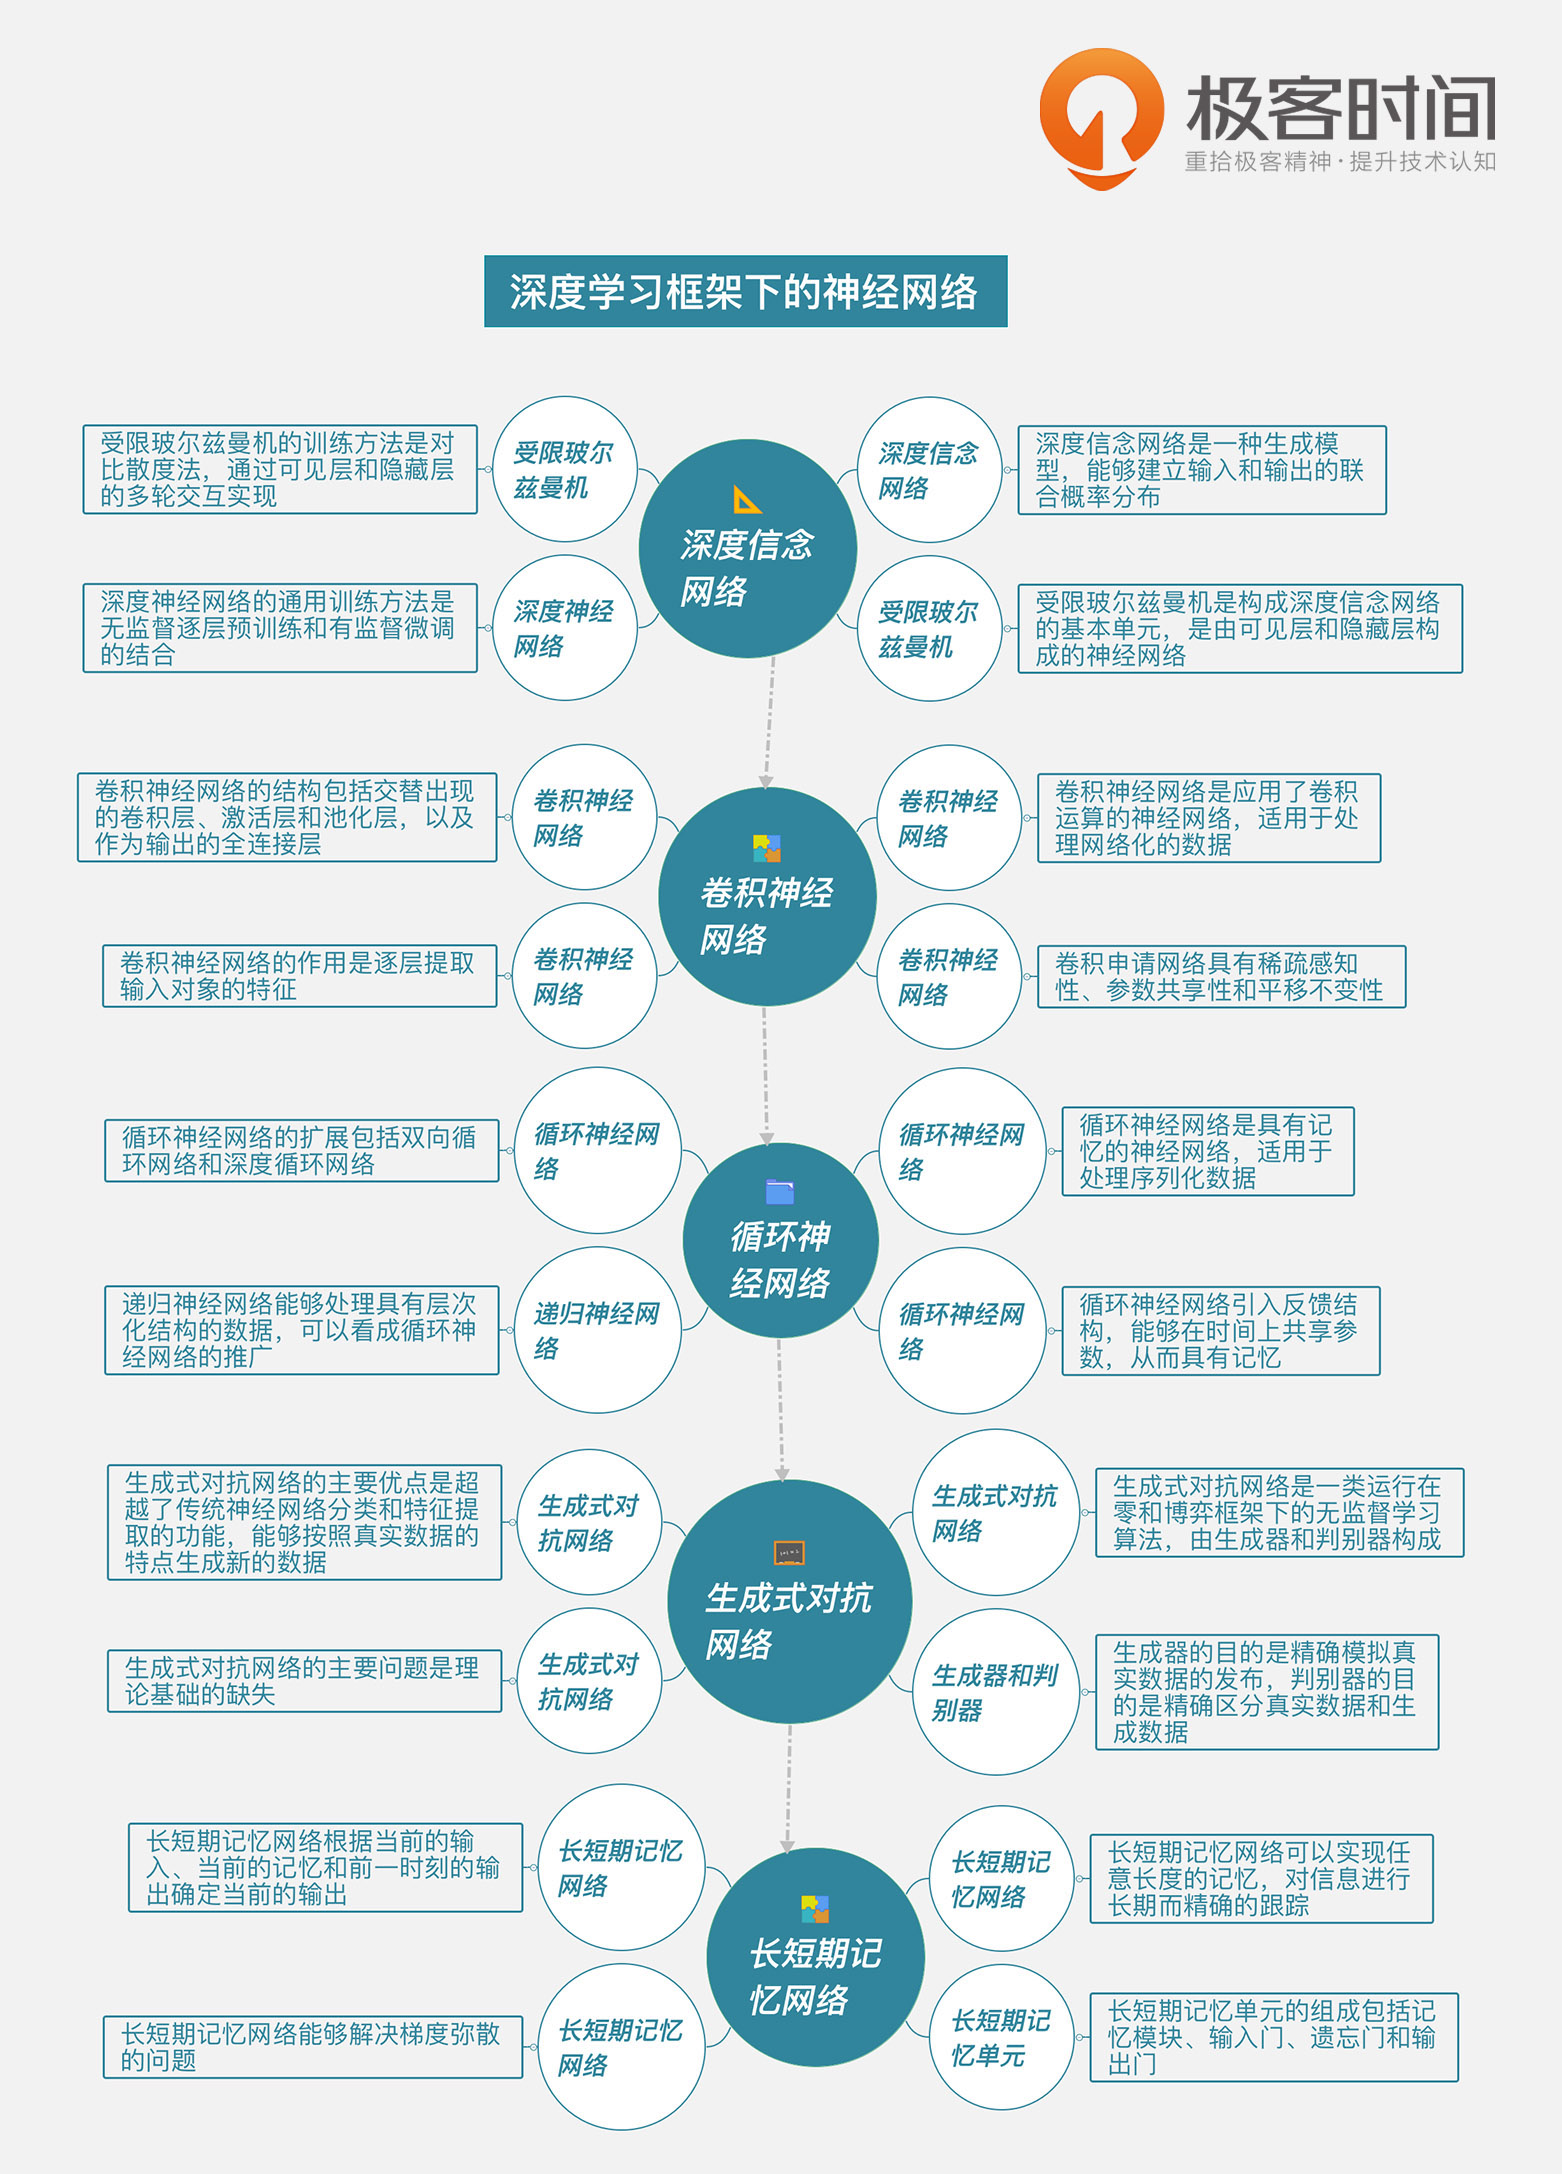 极客时间
重拾极客精神·提升技术认知
深度学习框架下的神经网络
受限玻尔兹曼机的训练方法是对
比散度法，通过可见层和隐藏层
的多轮交互实现
受限玻尔
兹曼机
深度神经网络的通用训练方法是
无监督逐层预训练和有监督微调
的结合
深度神经
网络
深度信念
网络
深度信念
网络
深度信念网络是一种生成模
型，能够建立输入和输出的联
合概率分布
受限玻尔
兹曼机
受限玻尔兹曼机是构成深度信念网络
的基本单元，是由可见层和隐藏层构
成的神经网络
卷积神经网络的结构包括交替出现
的卷积层、激活层和池化层，以及
作为输出的全连接层
卷积神经
网络
卷积神经网络的作用是逐层提取
输入对象的特征
卷积神经
网络
卷积神经
网络
卷积神经
网络
卷积神经网络是应用了卷积
运算的神经网络，适用于处
理网络化的数据
卷积神经
网络
卷积申请网络具有稀疏感知
性、参数共享性和平移不变性
循环神经网络的扩展包括双向循
环网络和深度循环网络
循环神经网
络
递归神经网络能够处理具有层次
化结构的数据，可以看成循环神
经网络的推广
递归神经网
络
循环神
经网络
循环神经网
络
循环神经网络是具有记
忆的神经网络，适用于
处理序列化数据
循环神经网
络
循环神经网络引入反馈结
构，能够在时间上共享参
数，从而具有记忆
生成式对抗网络的主要优点是超
越了传统神经网络分类和特征提
取的功能，能够按照真实数据的
特点生成新的数据
生成式对
抗网络
生成式对抗网络的主要问题是理
论基础的缺失
生成式对
抗网络
生成式对抗
网络
生成式对抗
网络
生成式对抗网络是一类运行在
零和博弈框架下的无监督学习
算法，由生成器和判别器构成
生成器和判
别器
生成器的目的是精确模拟真
实数据的发布，判别器的目
的是精确区分真实数据和生
成数据
长短期记忆网络根据当前的输
入、当前的记忆和前一时刻的输
出确定当前的输出
长短期记忆
网络
长短期记忆网络能够解决梯度弥散
的问题
长短期记忆
网络
长短期记
忆网络
长短期记
忆网络
长短期记忆网络可以实现任
意长度的记忆，对信息进行
长期而精确的跟踪
长短期记
忆单元
长短期记忆单元的组成包括记
忆模块、输入门、遗忘门和输
出门